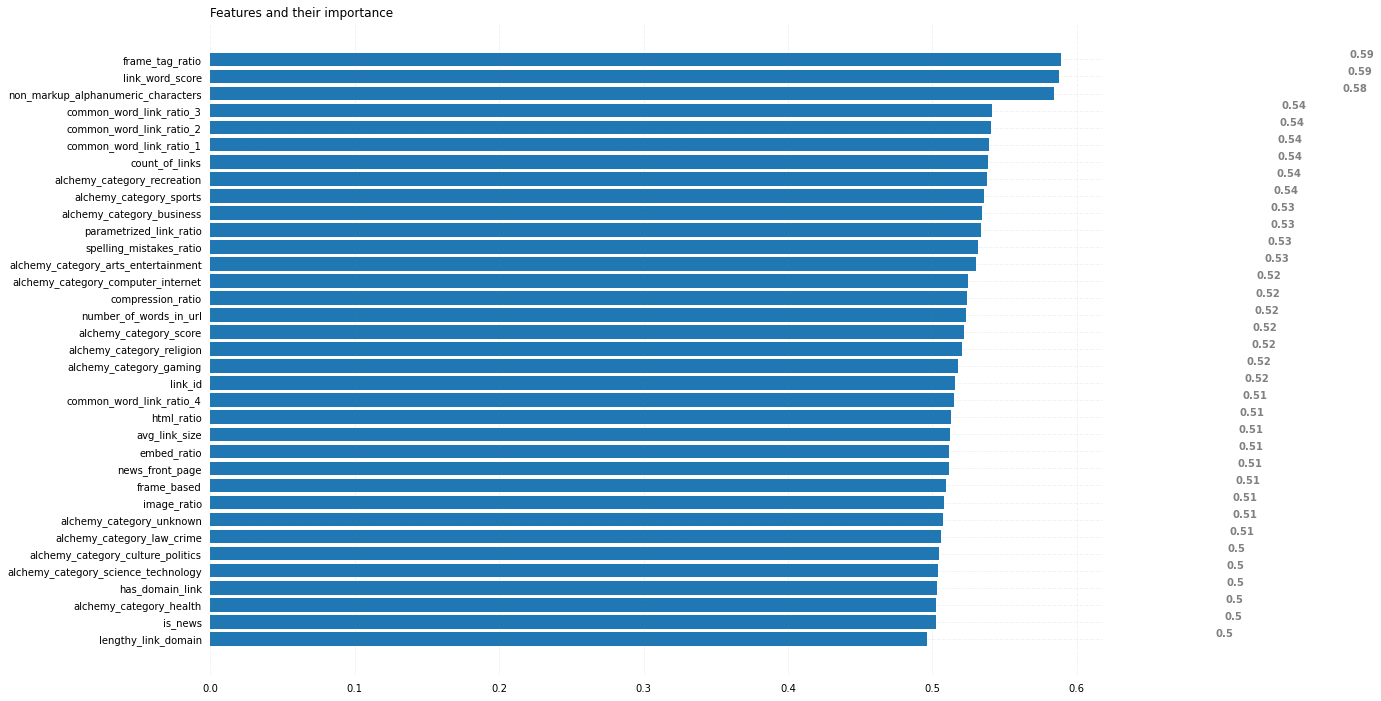 Features and their importance
frame_tag_ratio 0.59
link_word_score 0.59
non_markup_alphanumeric_characters 0.58
common_word_link_ratio_3 0.54
common_word_link_ratio_2 0.54
common_word_link_ratio_1 0.54
count_of_links 0.54
alchemy_category_recreation 0.54
alchemy_category_sports 0.54
alchemy_category_business 0.53
parametrized_link_ratio 0.53
spelling_mistakes_ratio 0.53
alchemy_category_arts_entertainment 0.53
alchemy_category_computer_internet 0.52
compression_ratio 0.52
number_of_words_in_url 0.52
alchemy_category_score 0.52
alchemy_category_religion 0.52
alchemy_category_gaming 0.52
link_id 0.52
common_word_link_ratio_4 0.51
html_ratio 0.51
avg_link_size 0.51
embed_ratio 0.51
news_front_page 0.51
frame_based 0.51
image_ratio 0.51
alchemy_category_unknown 0.51
alchemy_category_law_crime 0.51
alchemy_category_culture_politics 0.5
alchemy_category_science_technology 0.5
has_domain_link 0.5
alchemy_category_health 0.5
is_news 0.5
lengthy_link_domain 0.5
0.0 0.1 0.2 0.3 0.4 0.5 0.6